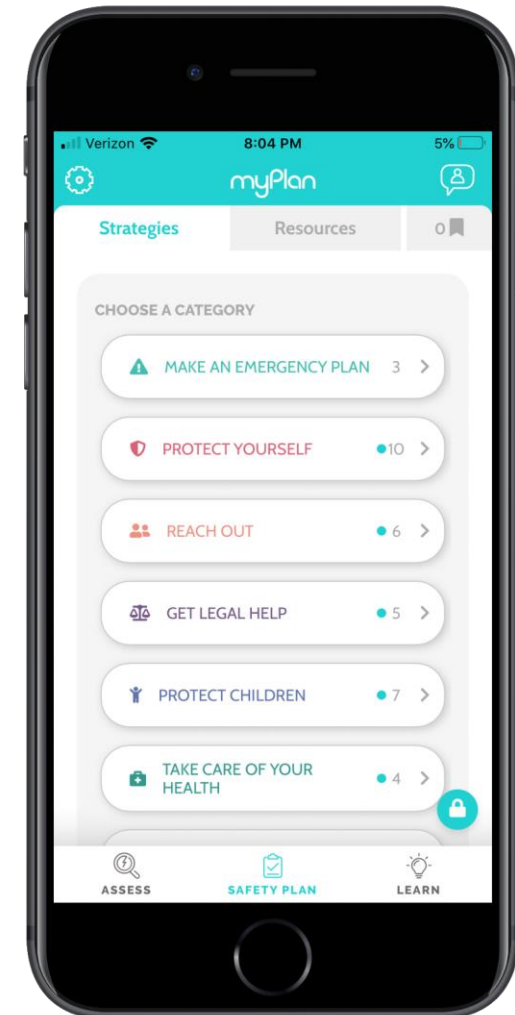 Verizon 8:04 PM 5%
myPlan
Strategies Resources 0
CHOOSE A CATEGORY
MAKE AN EMERGENCY PLAN 3
PROTECT YOURSELF 10
REACH OUT 6
GET LEGAL HELP 5
PROTECT CHILDREN 7
TAKE CARE OF YOUR
HEALTH 4
ASSESS SAFETY PLAN LEARN